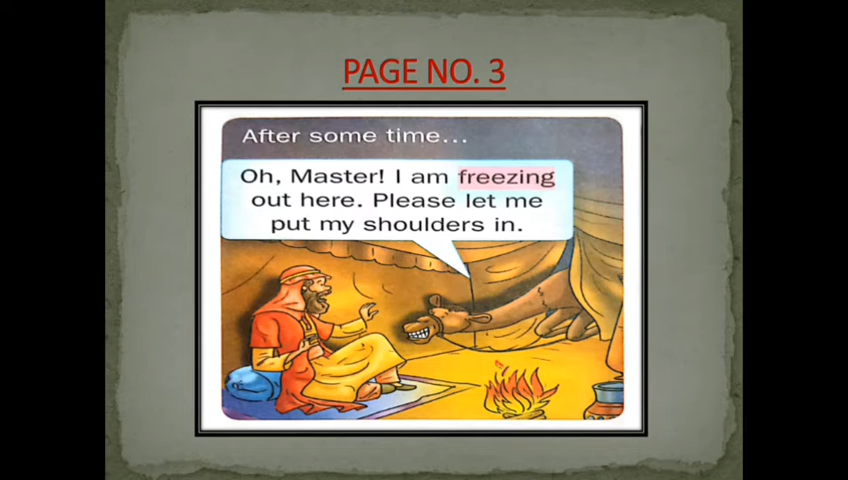 PAGE NO. 3
After some time...
Oh, Master! I am freezing
out here. Please let me
put my shoulders in.